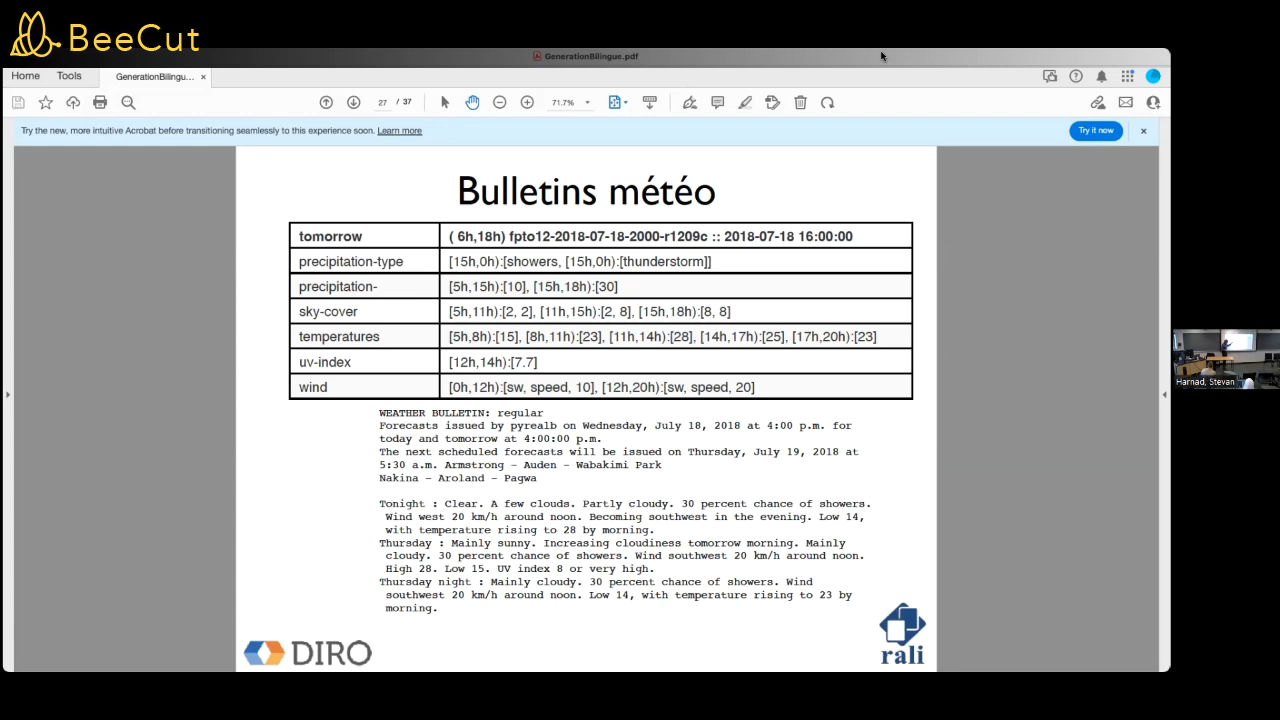 BeeCut
GenerationBilingue.pdf
Home Tools GenerationBilingu... ×
27 / 37 71.7%
Try the new, more intuitive Acrobat before transitioning seamlessly to this experience soon. Learn more Try it now ×
Bulletins météo
tomorrow ( 6h,18h) fpto12-2018-07-18-2000-r1209c :: 2018-07-18 16:00:00
precipitation-type [15h,0h):[showers, [15h,0h):[thunderstorm]]
precipitation- [5h,15h):[10], [15h,18h):[30]
sky-cover [5h,11h):[2, 2], [11h,15h):[2, 8], [15h,18h):[8, 8]
temperatures [5h,8h):[15], [8h,11h):[23], [11h,14h):[28], [14h,17h):[25], [17h,20h):[23]
uv-index [12h,14h):[7.7]
wind [0h,12h):[sw, speed, 10], [12h,20h):[sw, speed, 20]
WEATHER BULLETIN: regular
Forecasts issued by pyrealb on Wednesday, July 18, 2018 at 4:00 p.m. for
today and tomorrow at 4:00:00 p.m.
The next scheduled forecasts will be issued on Thursday, July 19, 2018 at
5:30 a.m. Armstrong - Auden - Wabakimi Park
Nakina - Aroland - Pagwa
Tonight : Clear. A few clouds. Partly cloudy. 30 percent chance of showers.
Wind west 20 km/h around noon. Becoming southwest in the evening. Low 14,
with temperature rising to 28 by morning.
Thursday : Mainly sunny. Increasing cloudiness tomorrow morning. Mainly
cloudy. 30 percent chance of showers. Wind southwest 20 km/h around noon.
High 28. Low 15. UV index 8 or very high.
Thursday night : Mainly cloudy. 30 percent chance of showers. Wind
southwest 20 km/h around noon. Low 14, with temperature rising to 23 by
morning.
DIRO
rali
Harnad, Stevan